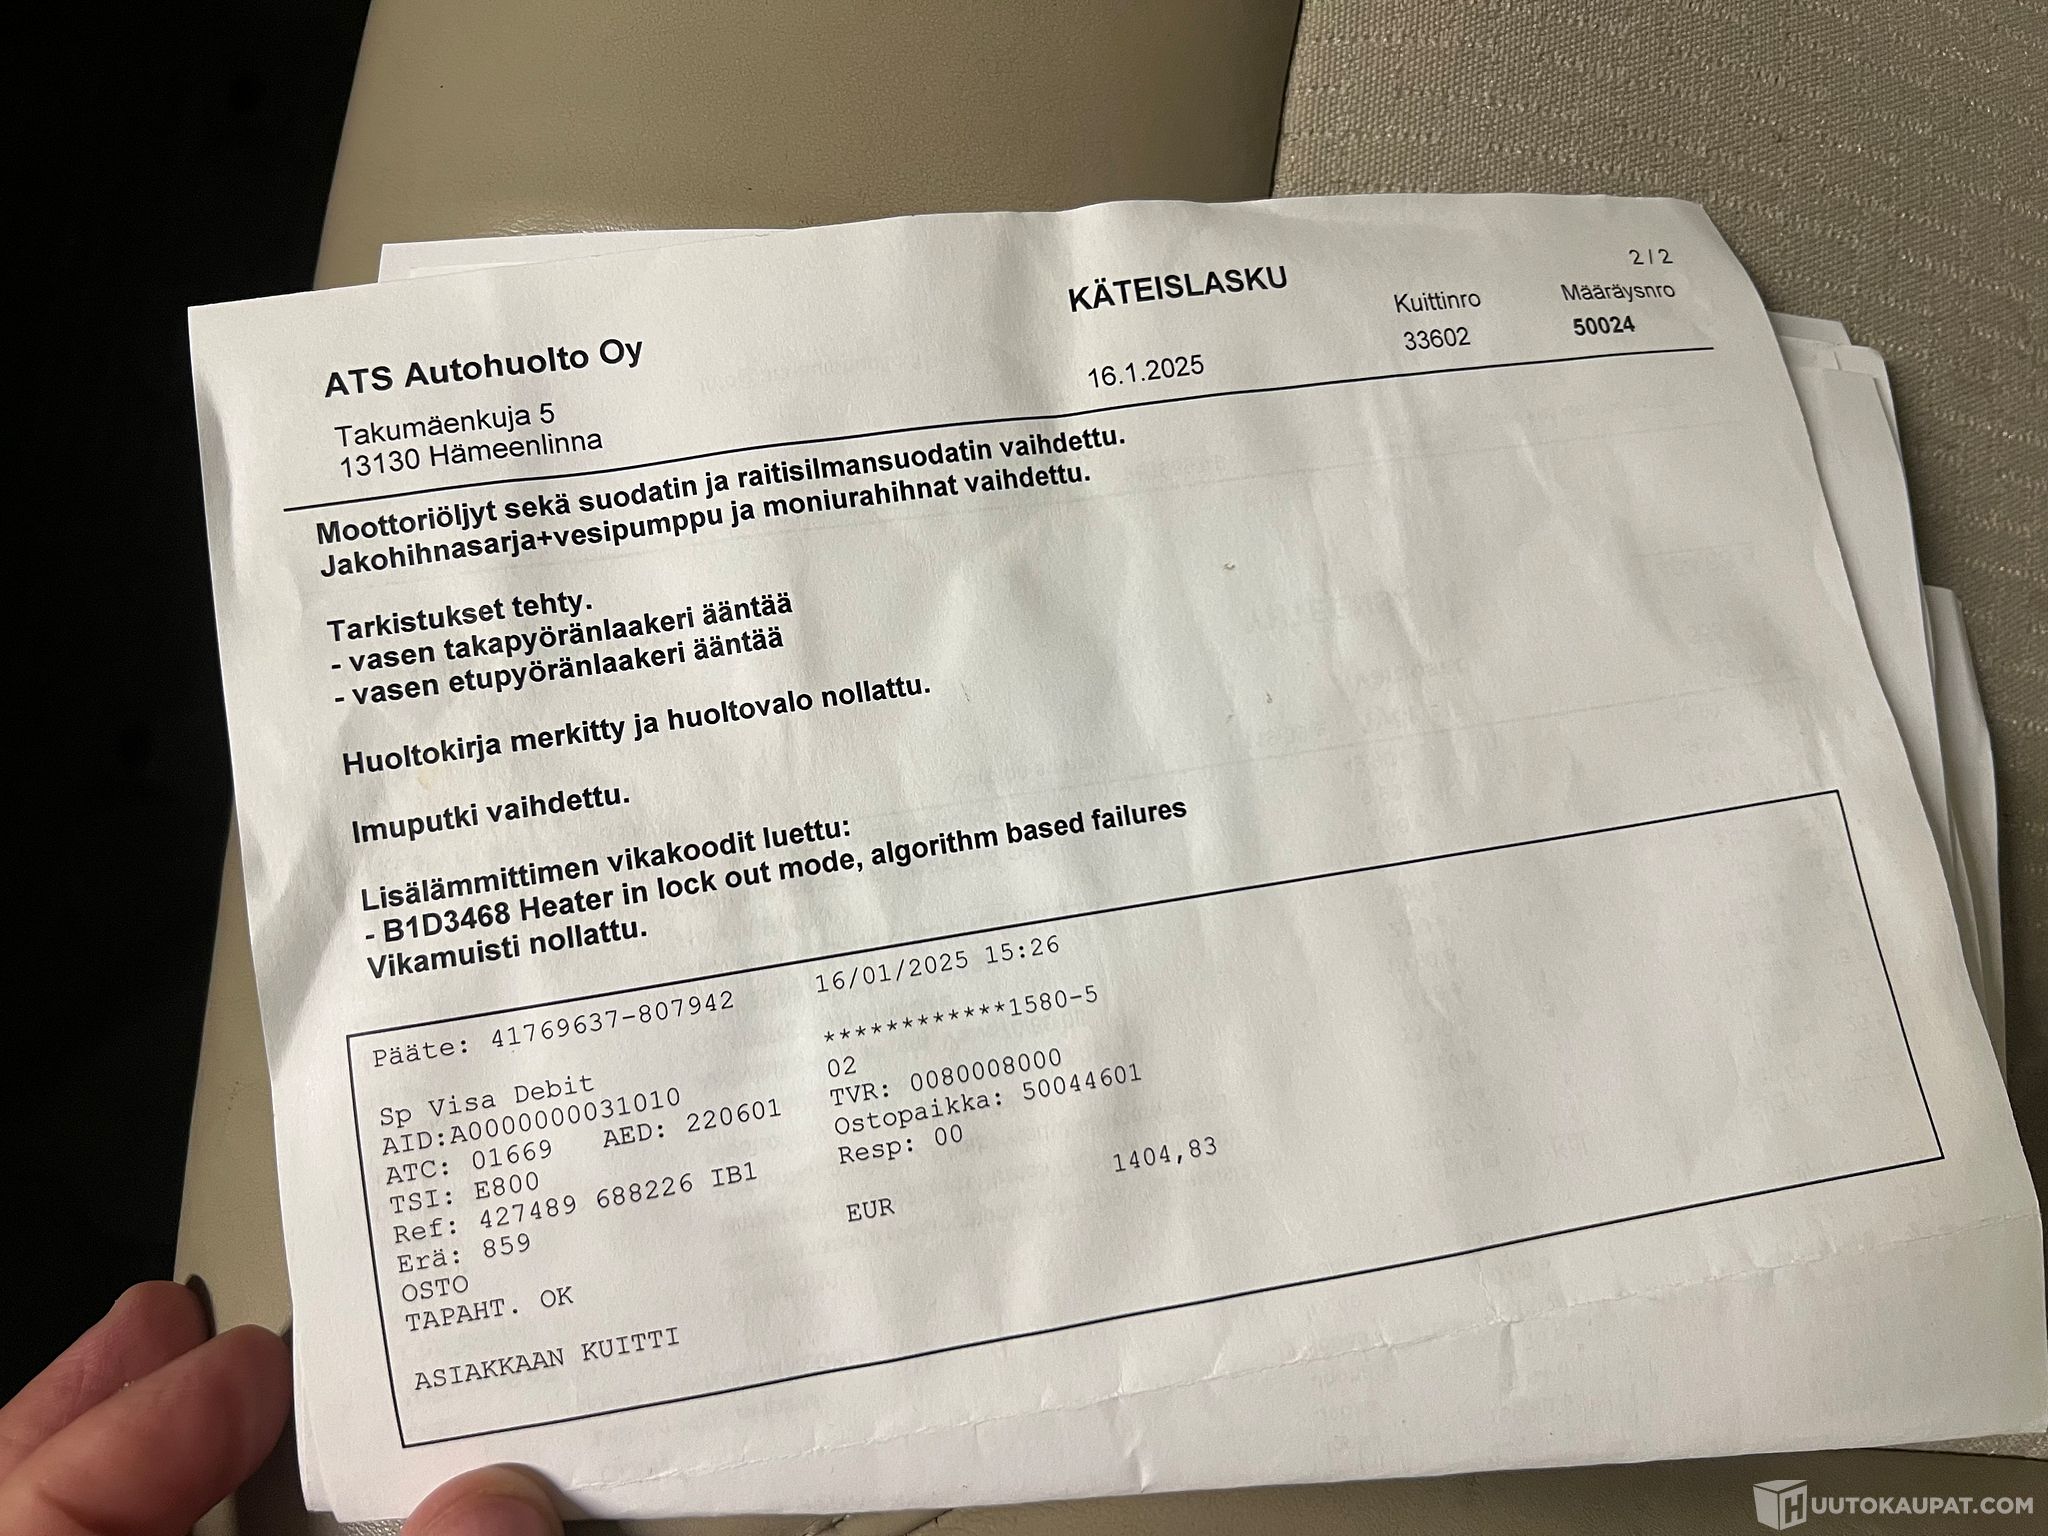 2 / 2
KÄTEISLASKU
Kuittinro
Määräysnro
33602
50024
ATS Autohuolto Oy
16.1.2025
Takumäenkuja 5
13130 Hämeenlinna
Moottoriöljyt sekä suodatin ja raitisilmansuodatin vaihdettu.
Jakohihnasarja+vesipumppu ja moniurahihnat vaihdettu.
Tarkistukset tehty.
- vasen takapyöränlaakeri ääntää
- vasen etupyöränlaakeri ääntää
Huoltokirja merkitty ja huoltovalo nollattu.
Imuputki vaihdettu.
Lisälämmittimen vikakoodit luettu:
- B1D3468 Heater in lock out mode, algorithm based failures
Vikamuisti nollattu.
Pääte: 41769637-807942 16/01/2025 15:26
************1580-5
Sp Visa Debit 02
AID:A0000000031010 TVR: 0080008000
ATC: 01669 AED: 220601 Ostopaikka: 50044601
TSI: E800 Resp: 00
Ref: 427489 688226 IB1
Erä: 859
OSTO EUR 1404,83
TAPAHT. OK
ASIAKKAAN KUITTI
HUUTOKAUPAT.COM